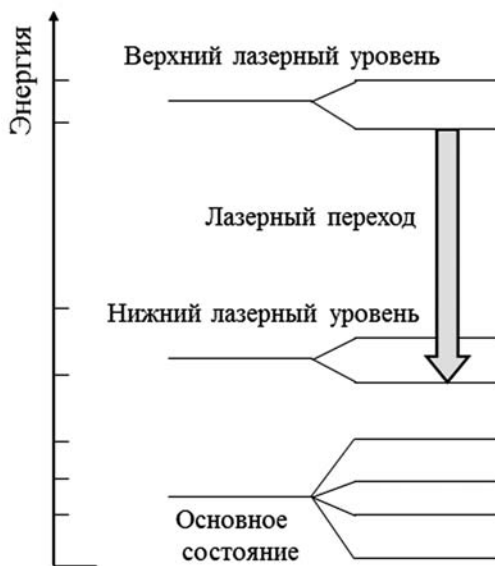 Энергия
Верхний лазерный уровень
Лазерный переход
Нижний лазерный уровень
Основное
состояние